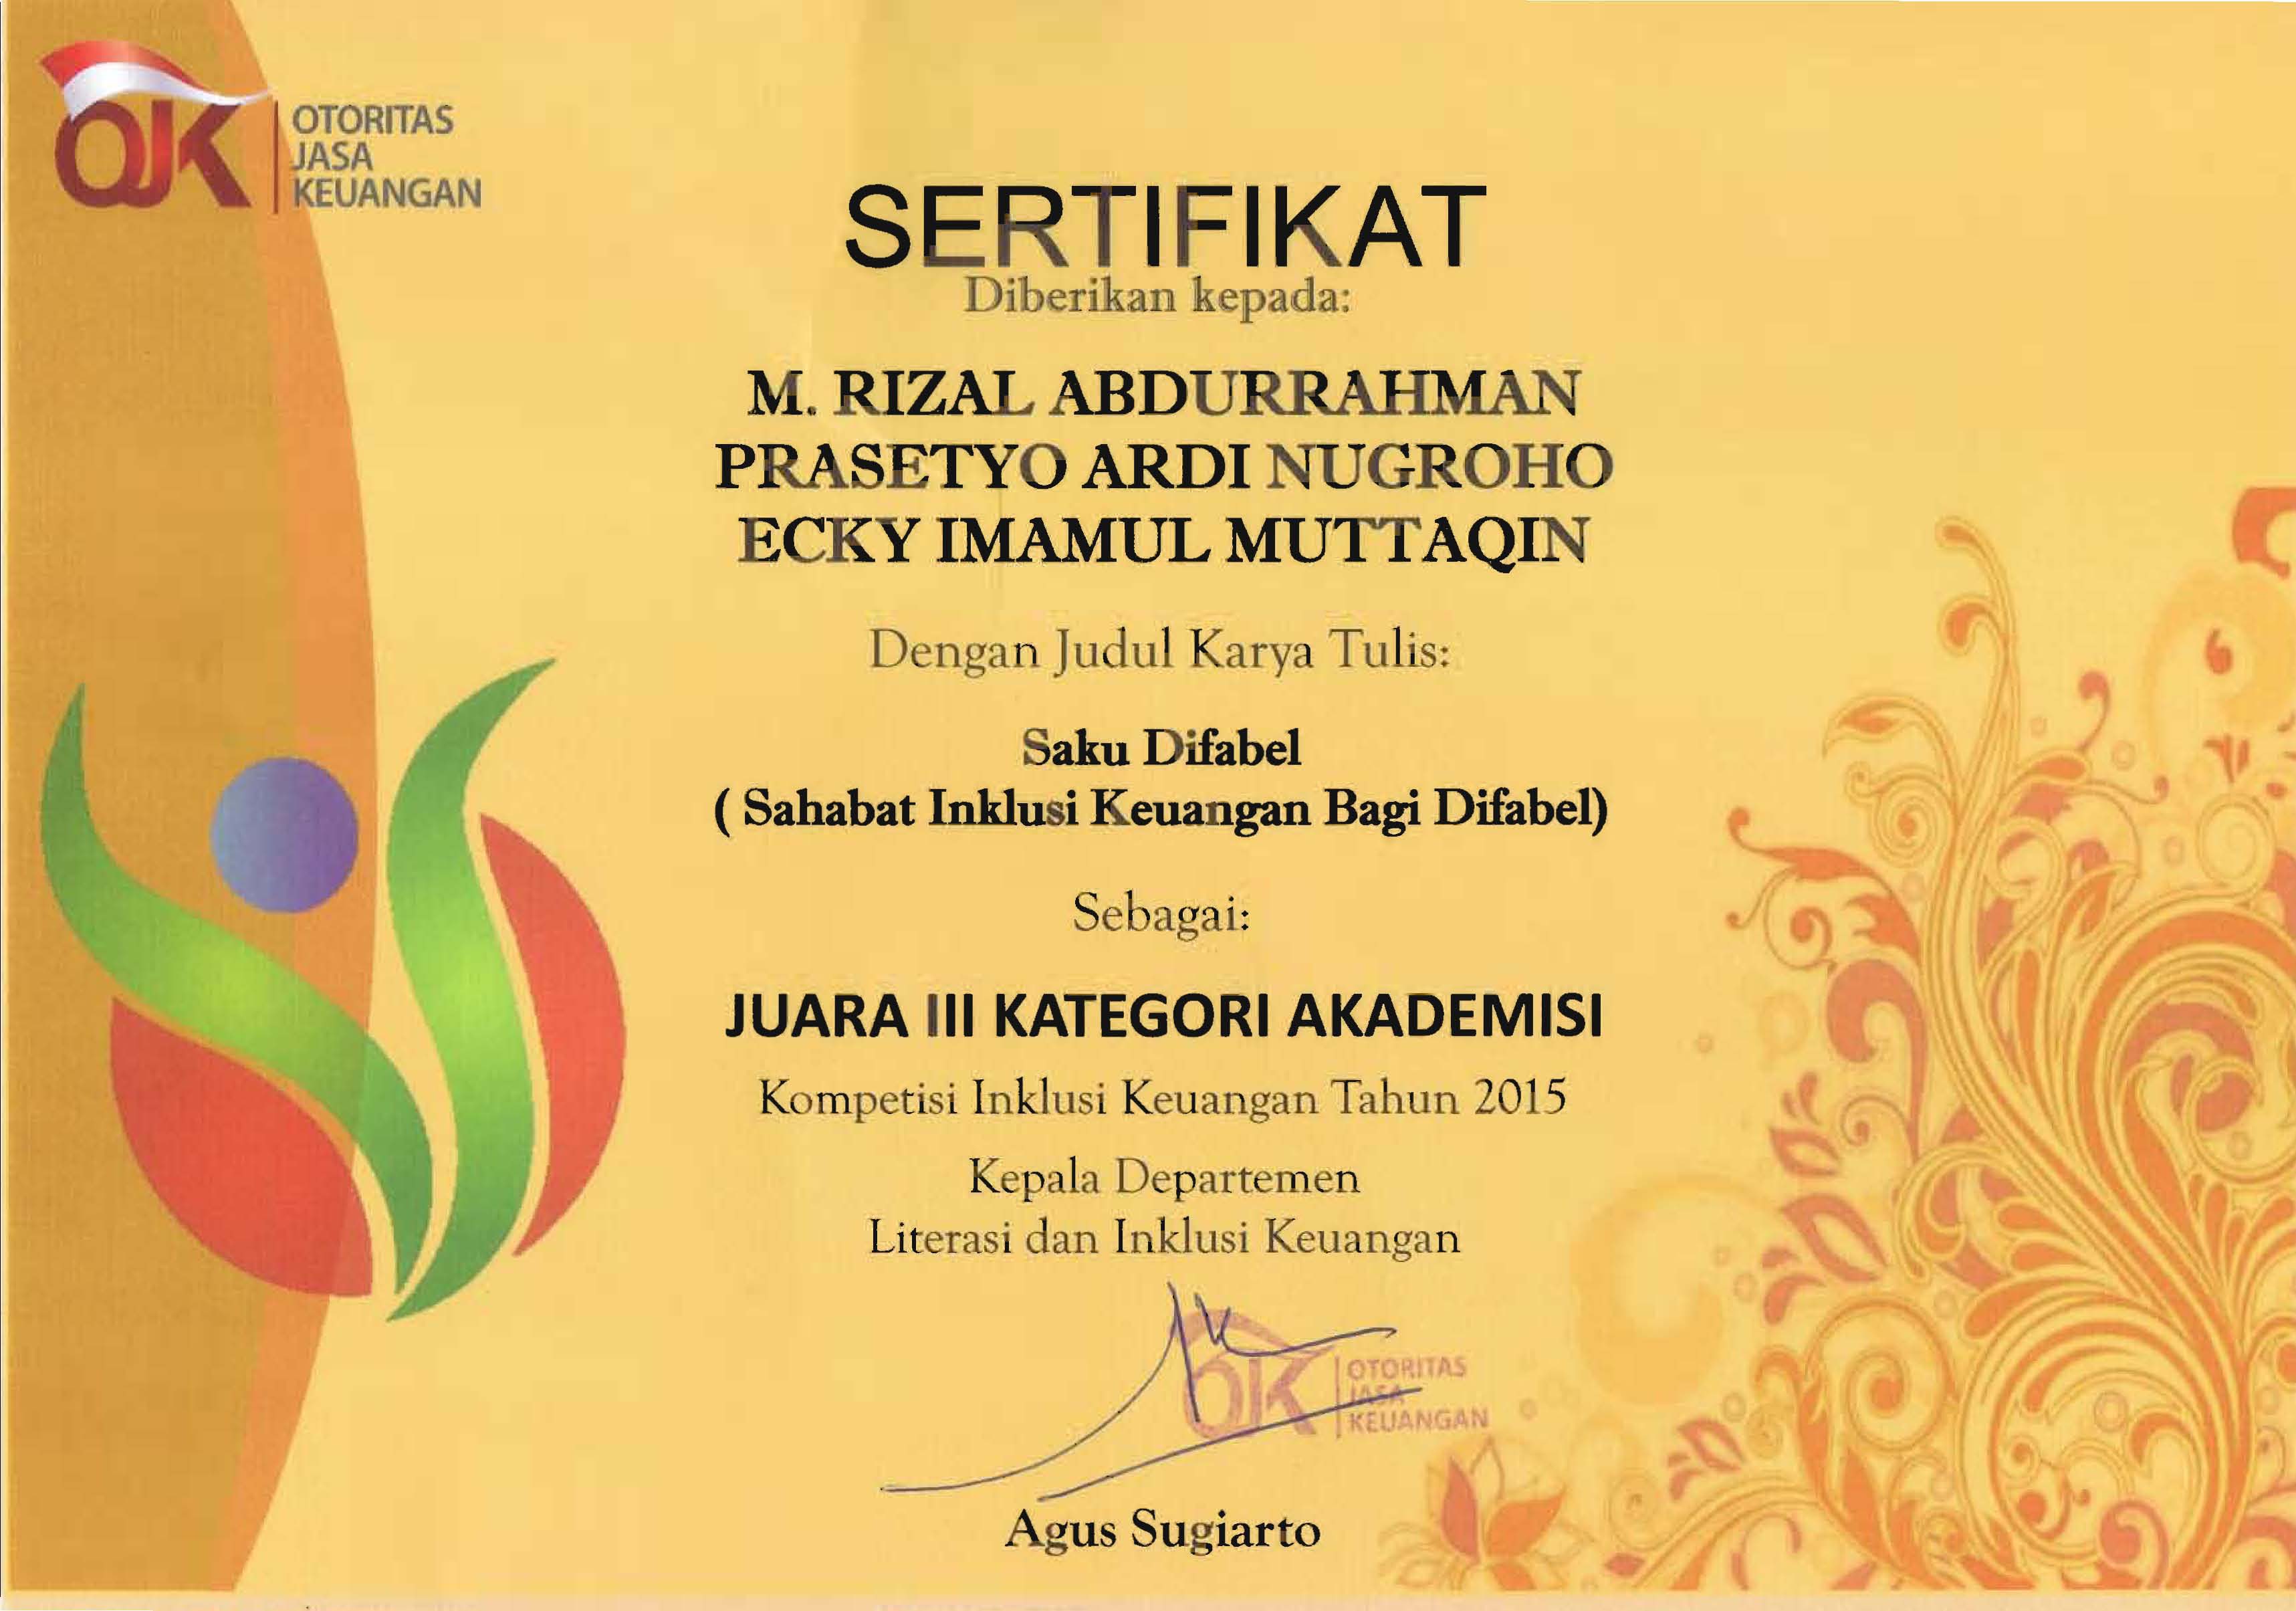 OJK
OTORITAS
JASA
KEUANGAN
SERTIFIKAT
Diberikan kepada:
M. RIZAL ABDURRAHMAN
PRASETYO ARDI NUGROHO
ECKY IMAMUL MUTTAQIN
Dengan Judul Karya Tulis:
Saku Difabel
( Sahabat Inklusi Keuangan Bagi Difabel)
Sebagai:
JUARA III KATEGORI AKADEMISI
Kompetisi Inklusi Keuangan Tahun 2015
Kepala Departemen
Literasi dan Inklusi Keuangan
OJK
OTORITAS
JASA
KEUANGAN
Agus Sugiarto